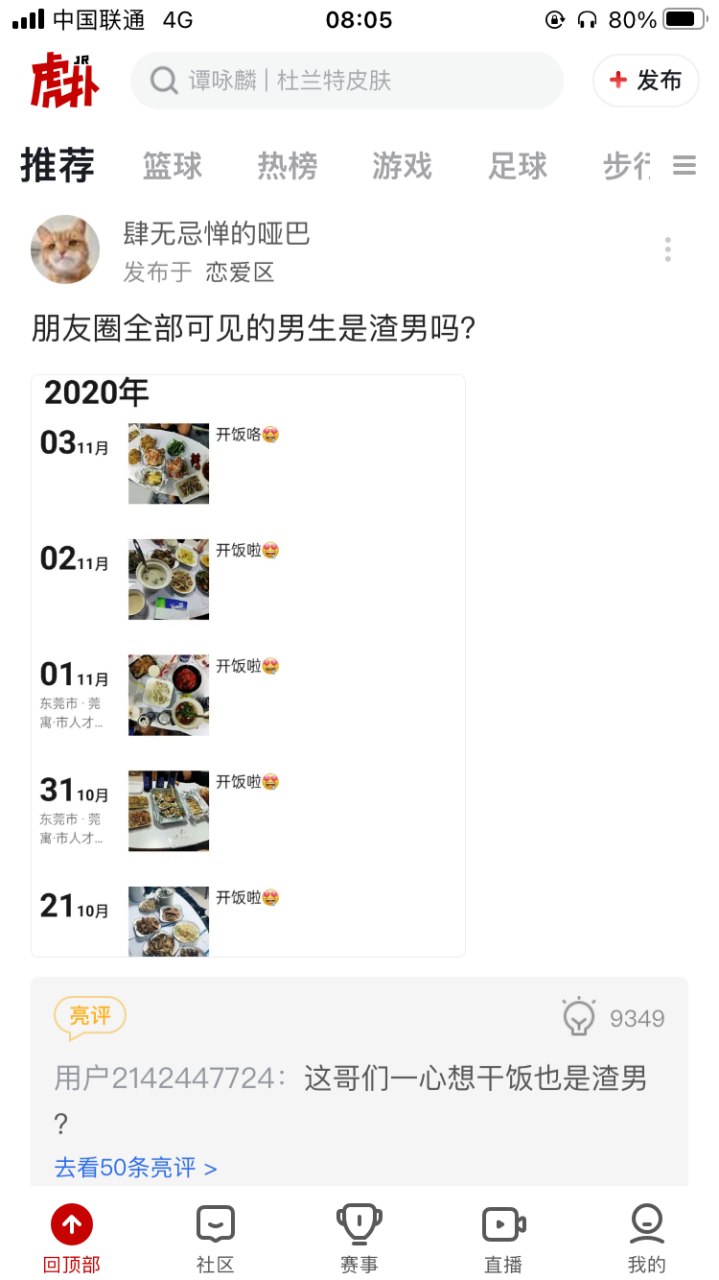 中国联通 4G 08:05 80%
虎扑 JR
谭咏麟 | 杜兰特皮肤
+ 发布
推荐 篮球 热榜 游戏 足球 步行
肆无忌惮的哑巴
发布于 恋爱区
朋友圈全部可见的男生是渣男吗?
2020年
03 11月 开饭咯😍
02 11月 开饭啦😍
01 11月 开饭啦😍
东莞市 · 莞
寓·市人才...
31 10月 开饭啦😍
东莞市 · 莞
寓·市人才...
21 10月 开饭啦😍
亮评 9349
用户2142447724：这哥们一心想干饭也是渣男
?
去看50条亮评 >
回顶部 社区 赛事 直播 我的